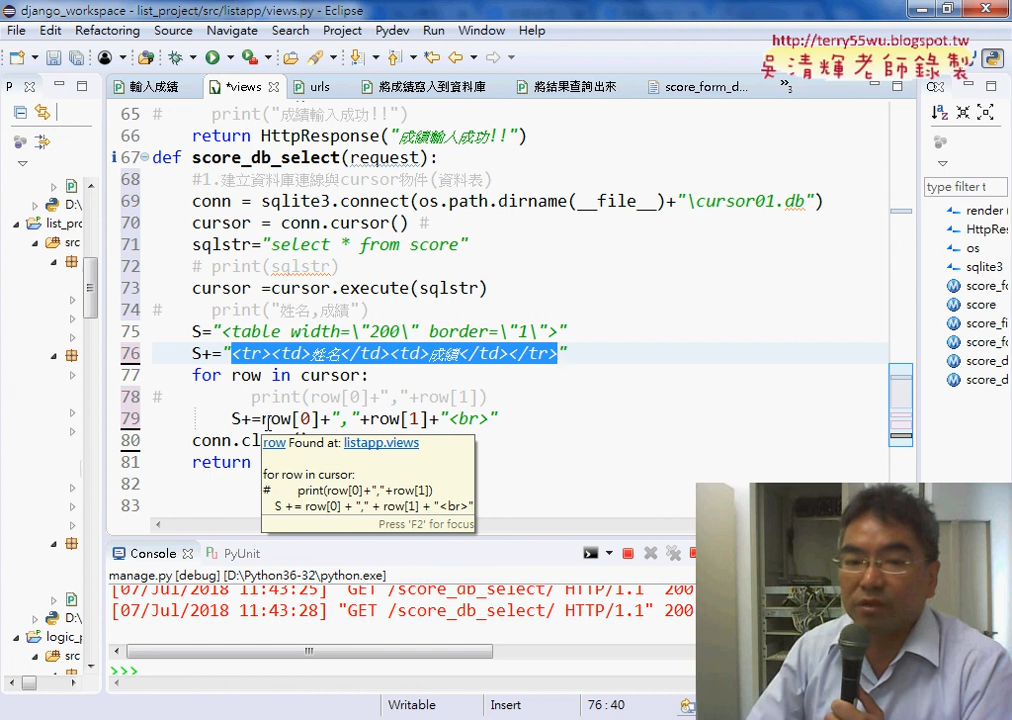 django_workspace - list_project/src/listapp/views.py - Eclipse
File Edit Refactoring Source Navigate Search Project Pydev Run Window Help
http://terry55wu.blogspot.tw
吳清輝老師錄製
P 輸入成績 *views urls 將成績寫入到資料庫 將結果查詢出來 score_form_d... »3
65 # print("成績輸入成功!!")
66 return HttpResponse("成績輸入成功!!")
67 def score_db_select(request):
68 #1.建立資料庫連線與cursor物件(資料表)
69 conn = sqlite3.connect(os.path.dirname(__file__)+"\cursor01.db")
70 cursor = conn.cursor() #
71 sqlstr="select * from score"
72 # print(sqlstr)
73 cursor =cursor.execute(sqlstr)
74 # print("姓名,成績")
75 S="<table width=\"200\" border=\"1\">"
76 S+="<tr><td>姓名</td><td>成績</td></tr>"
77 for row in cursor:
78 # print(row[0]+","+row[1])
79 S+=row[0]+","+row[1]+"<br>"
80 conn.cl
81 return
82
83
row Found at: listapp.views
for row in cursor:
# print(row[0]+","+row[1])
S += row[0] + "," + row[1] + "<br>"
Press 'F2' for focus
D:\
list_pro
src
D:\
logic_p
src
type filter t
render (
HttpRes
os
sqlite3
score_fo
score
score_fi
score_fo
score_d
score_d
Console PyUnit
manage.py [debug] [D:\Python36-32\python.exe]
[07/Jul/2018 11:43:25] "GET /score_db_select/ HTTP/1.1" 200
[07/Jul/2018 11:43:28] "GET /score_db_select/ HTTP/1.1" 200
>>>
Writable Insert 76:40